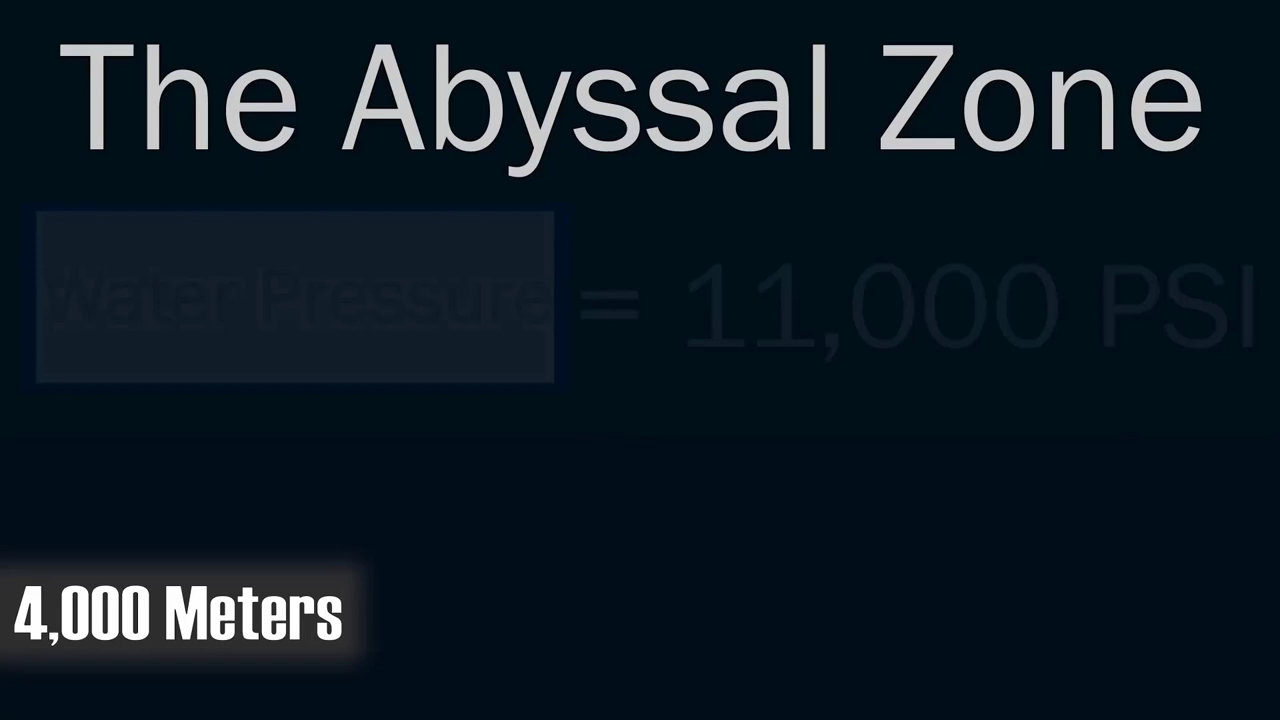 The Abyssal Zone
Water Pressure = 11,000 PSI
4,000 Meters